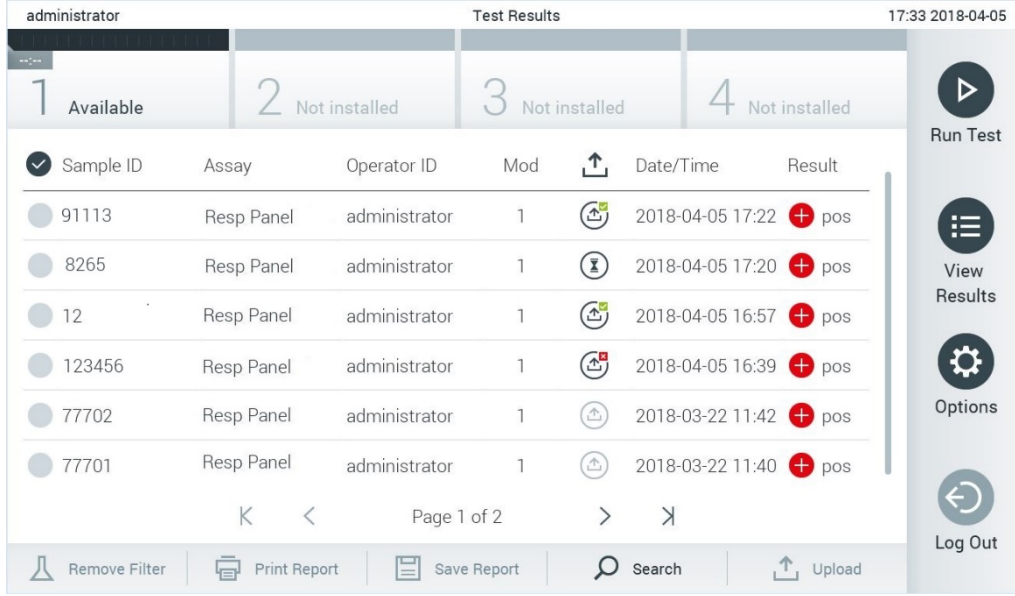 administrator Test Results 17:33 2018-04-05
--:--
1 Available 2 Not installed 3 Not installed 4 Not installed
Run Test
Sample ID Assay Operator ID Mod Date/Time Result
91113 Resp Panel administrator 1 2018-04-05 17:22 pos
8265 Resp Panel administrator 1 2018-04-05 17:20 pos
View
Results
12 Resp Panel administrator 1 2018-04-05 16:57 pos
123456 Resp Panel administrator 1 2018-04-05 16:39 pos
Options
77702 Resp Panel administrator 1 2018-03-22 11:42 pos
77701 Resp Panel administrator 1 2018-03-22 11:40 pos
Page 1 of 2
Log Out
Remove Filter Print Report Save Report Search Upload